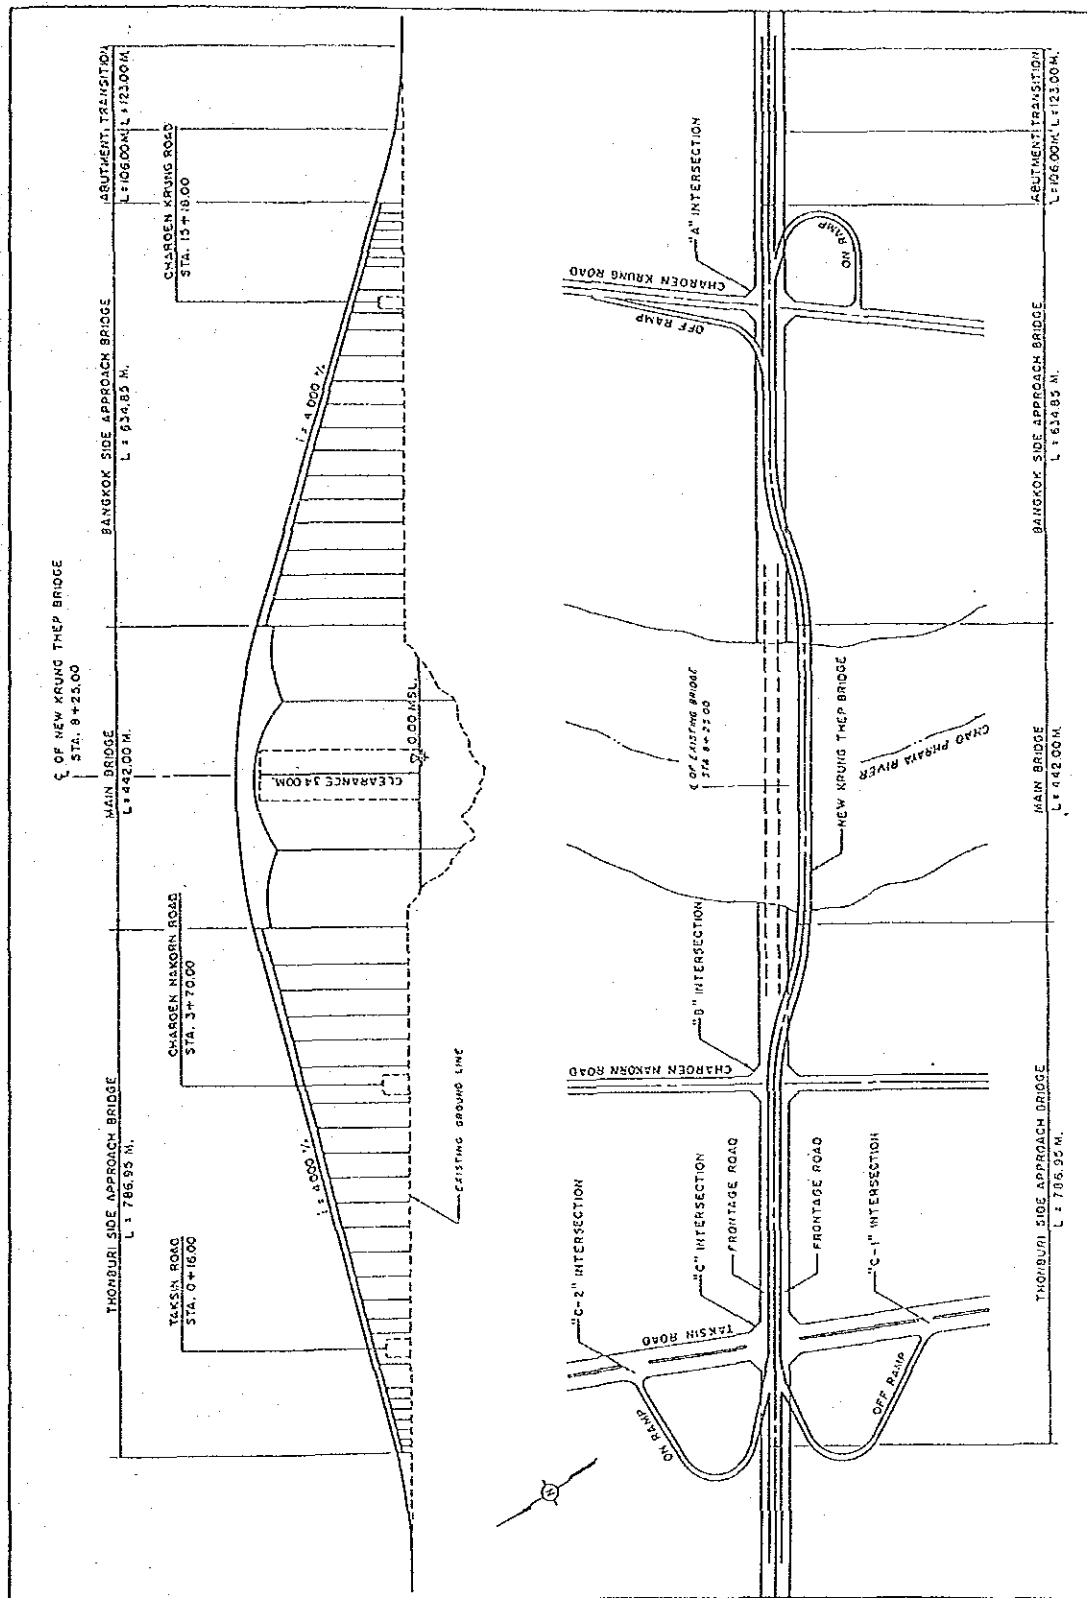 ℄ OF NEW KRUNG THEP BRIDGE
STA. 8+25.00
THONBURI SIDE APPROACH BRIDGE
L = 786.95 M.
MAIN BRIDGE
L = 442.00 M.
BANGKOK SIDE APPROACH BRIDGE
L = 634.85 M.
ABUTMENT TRANSITION
L = 106.00 M. L = 123.00 M.
TAKSIN ROAD
STA. 0+16.00
CHAROEN NAKORN ROAD
STA. 3+70.00
CHAROEN KRUNG ROAD
STA. 15+18.00
i = 4.000 %
i = 4.000 %
CLEARANCE 34.00M.
0.00 MSL.
EXISTING GROUND LINE
"C-2" INTERSECTION
"C" INTERSECTION
FRONTAGE ROAD
"B" INTERSECTION
"A" INTERSECTION
TAKSIN ROAD
CHAROEN NAKORN ROAD
CHAROEN KRUNG ROAD
ON RAMP
OFF RAMP
℄ OF EXISTING BRIDGE
STA 8+25.00
N
OFF RAMP
ON RAMP
FRONTAGE ROAD
"C-1" INTERSECTION
NEW KRUNG THEP BRIDGE
CHAO PHRAYA RIVER
THONBURI SIDE APPROACH BRIDGE
L = 786.95 M.
MAIN BRIDGE
L = 442.00 M.
BANGKOK SIDE APPROACH BRIDGE
L = 634.85 M.
ABUTMENT TRANSITION
L = 106.00 M. L = 123.00 M.